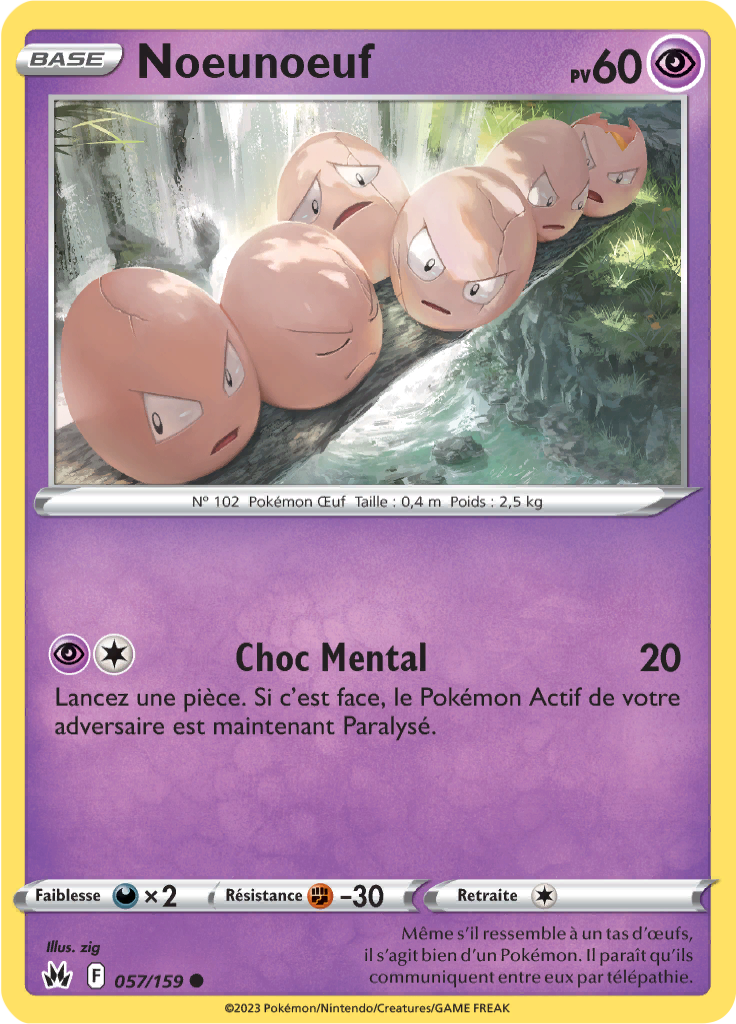 BASE
Noeunoeuf
PV60
N° 102 Pokémon Œuf Taille : 0,4 m Poids : 2,5 kg
Choc Mental 20
Lancez une pièce. Si c'est face, le Pokémon Actif de votre
adversaire est maintenant Paralysé.
Faiblesse ×2 Résistance –30 Retraite
Illus. zig
Même s'il ressemble à un tas d'œufs,
il s'agit bien d'un Pokémon. Il paraît qu'ils
communiquent entre eux par télépathie.
F 057/159
©2023 Pokémon/Nintendo/Creatures/GAME FREAK